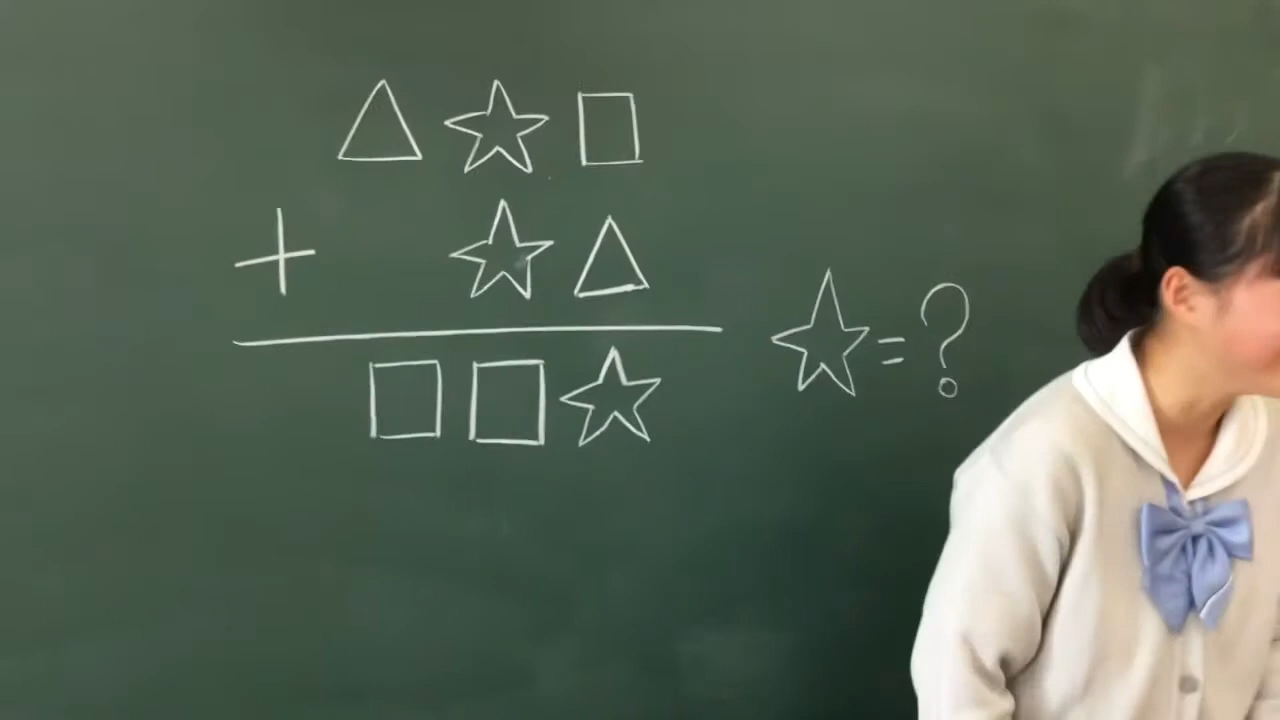 △☆□
+ ☆△
□□☆
☆=?